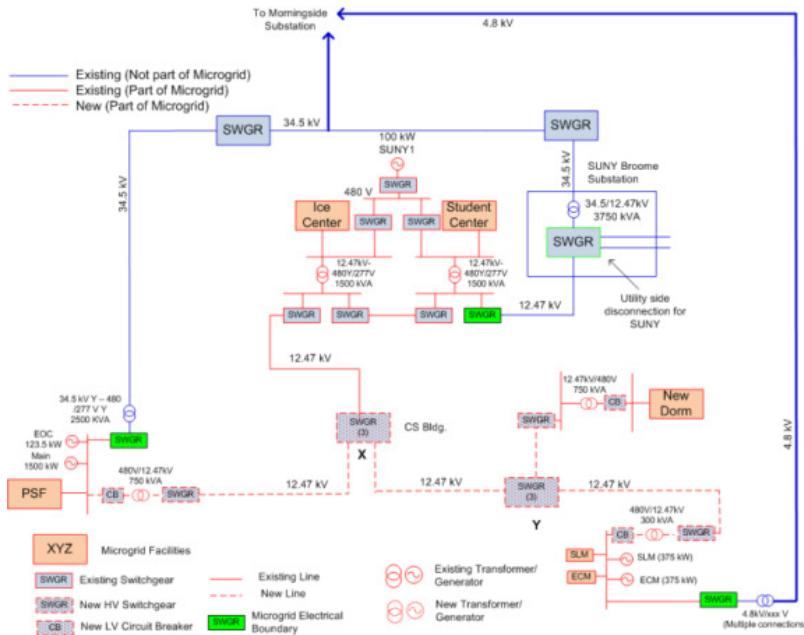 To Morningside
Substation
4.8 kV
Existing (Not part of Microgrid)
Existing (Part of Microgrid)
New (Part of Microgrid)
SWGR
34.5 kV
SWGR
100 kW
SUNY1
SWGR
480 V
34.5 kV
34.5 kV
SUNY Broome
Substation
34.5/12.47kV
3750 kVA
SWGR
Ice
Center
SWGR
SWGR
Student
Center
12.47kV-
480Y/277V
1500 kVA
12.47kV-
480Y/277V
1500 kVA
SWGR
SWGR
SWGR
SWGR
12.47 kV
Utility side
disconnection for
SUNY
12.47 kV
4.8 kV
34.5 kV Y – 480
/277 V Y
2500 KVA
EOC
123.5 kW
SWGR
Main
1500 kW
PSF
480V/12.47kV
750 kVA
CB
SWGR
12.47 kV
SWGR
(3)
X
CS Bldg.
12.47kV/480V
750 kVA
SWGR
CB
New
Dorm
12.47 kV
SWGR
(3)
Y
12.47 kV
480V/12.47kV
300 kVA
CB
SWGR
SLM
SLM (375 kW)
ECM
ECM (375 kW)
SWGR
4.8kV/xxx V
(Multiple connections)
XYZ
Microgrid Facilities
SWGR
Existing Switchgear
SWGR
New HV Switchgear
CB
New LV Circuit Breaker
Existing Line
New Line
SWGR
Microgrid Electrical
Boundary
Existing Transformer/
Generator
New Transformer/
Generator